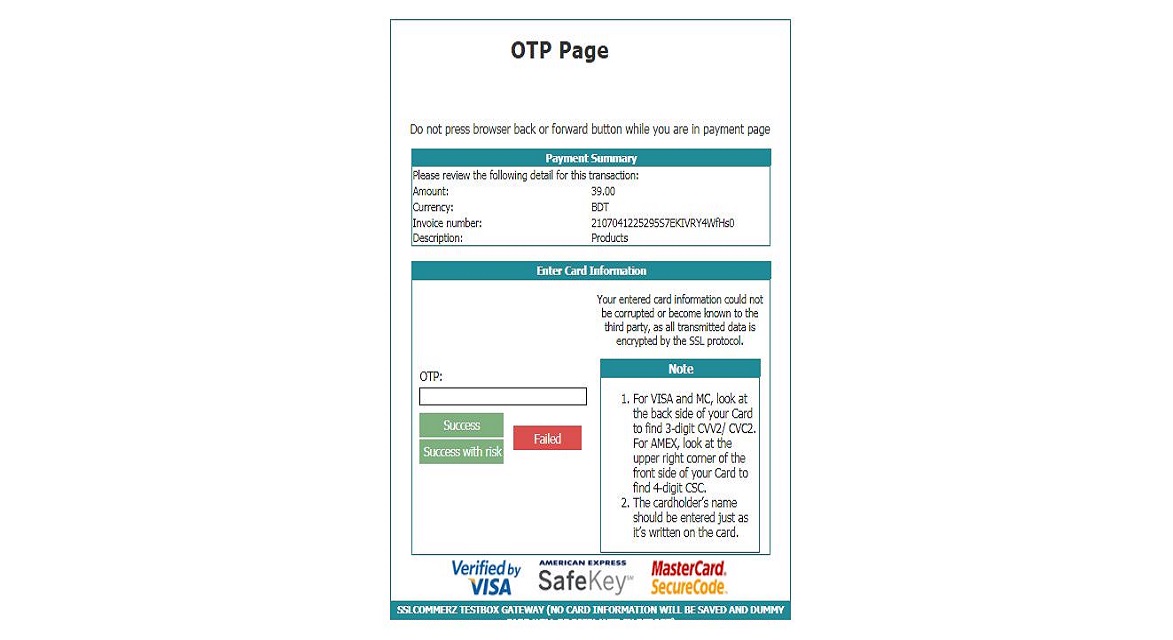 OTP Page
Do not press browser back or forward button while you are in payment page
Payment Summary
Please review the following detail for this transaction:
Amount: 39.00
Currency: BDT
Invoice number: 2107041225295S7EKIVRY4WfHs0
Description: Products
Enter Card Information
Your entered card information could not
be corrupted or become known to the
third party, as all transmitted data is
encrypted by the SSL protocol.
OTP:
Success
Success with risk
Failed
Note
1. For VISA and MC, look at
the back side of your Card
to find 3-digit CVV2/ CVC2.
For AMEX, look at the
upper right corner of the
front side of your Card to
find 4-digit CSC.
2. The cardholder's name
should be entered just as
it's written on the card.
Verified by
VISA
AMERICAN EXPRESS
SafeKey℠
MasterCard.
SecureCode.
SSLCOMMERZ TESTBOX GATEWAY (NO CARD INFORMATION WILL BE SAVED AND DUMMY